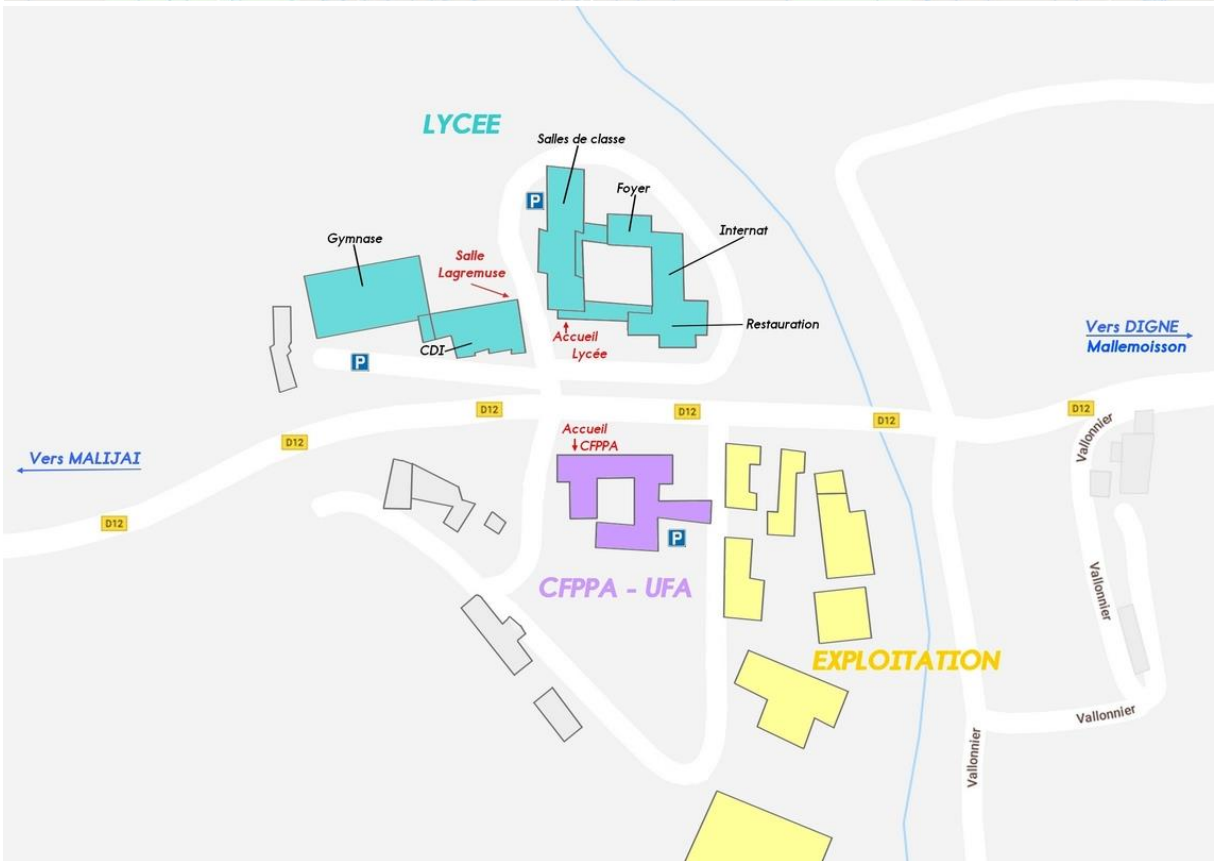 LYCEE
Salles de classe
P
Foyer
Internat
Gymnase
Salle
Lagremuse
Vers DIGNE
Mallemoisson
Restauration
Accueil
Lycée
CDI
P
D12
D12
D12
D12
D12
D12
Vers MALIJAI
Accueil
CFPPA
Vallonnier
P
CFPPA - UFA
Vallonnier
EXPLOITATION
Vallonnier
Vallonnier